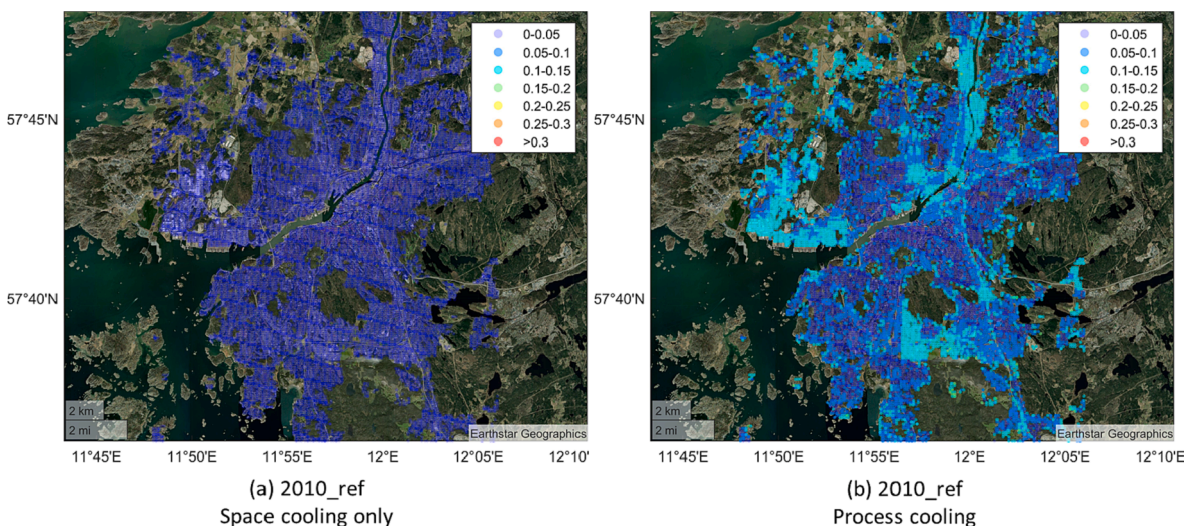 0-0.05
0.05-0.1
0.1-0.15
0.15-0.2
0.2-0.25
0.25-0.3
>0.3
57°45'N
57°40'N
2 km
2 mi
Earthstar Geographics
11°45'E 11°50'E 11°55'E 12°E 12°05'E 12°10'E
(a) 2010_ref
Space cooling only
0-0.05
0.05-0.1
0.1-0.15
0.15-0.2
0.2-0.25
0.25-0.3
>0.3
57°45'N
57°40'N
2 km
2 mi
Earthstar Geographics
11°45'E 11°50'E 11°55'E 12°E 12°05'E 12°10'E
(b) 2010_ref
Process cooling